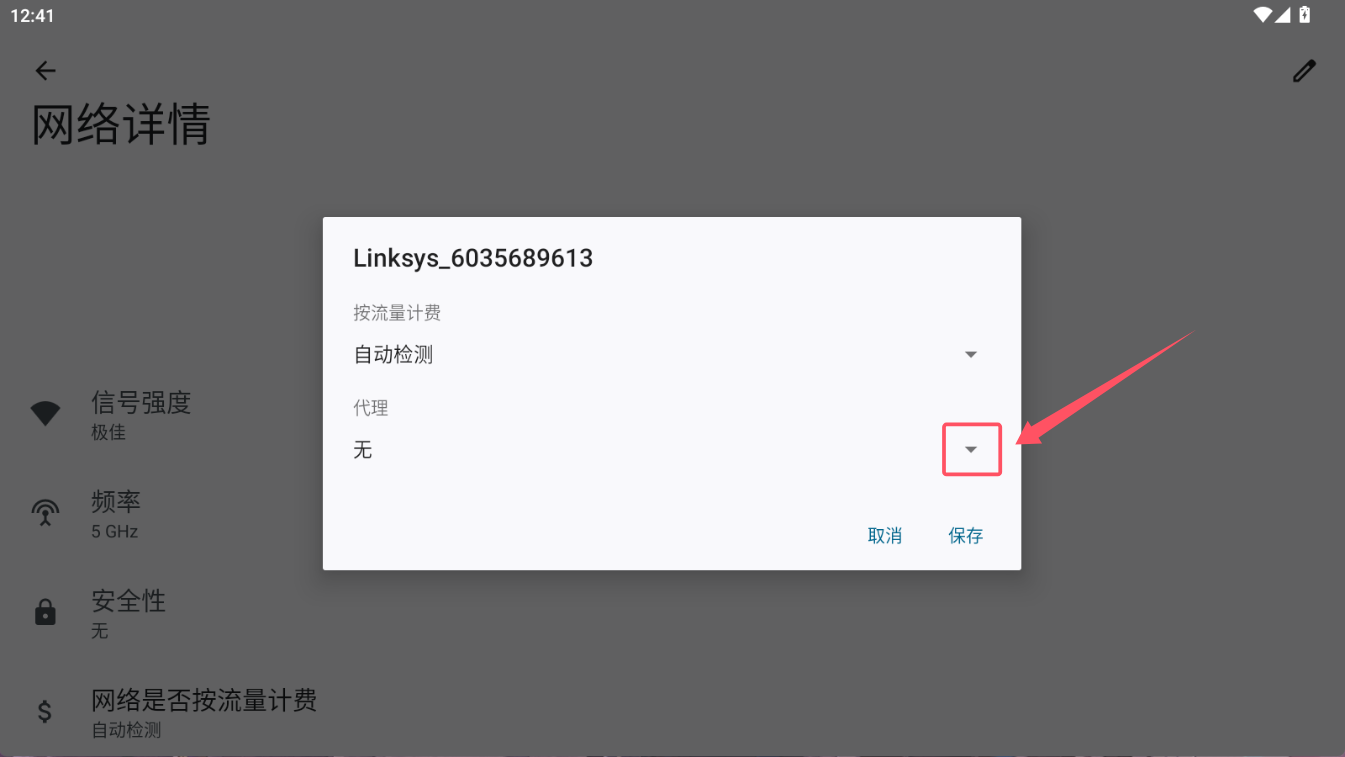 12:41
网络详情
Linksys_6035689613
按流量计费
自动检测
代理
无
取消
保存
信号强度
极佳
频率
5 GHz
安全性
无
网络是否按流量计费
自动检测